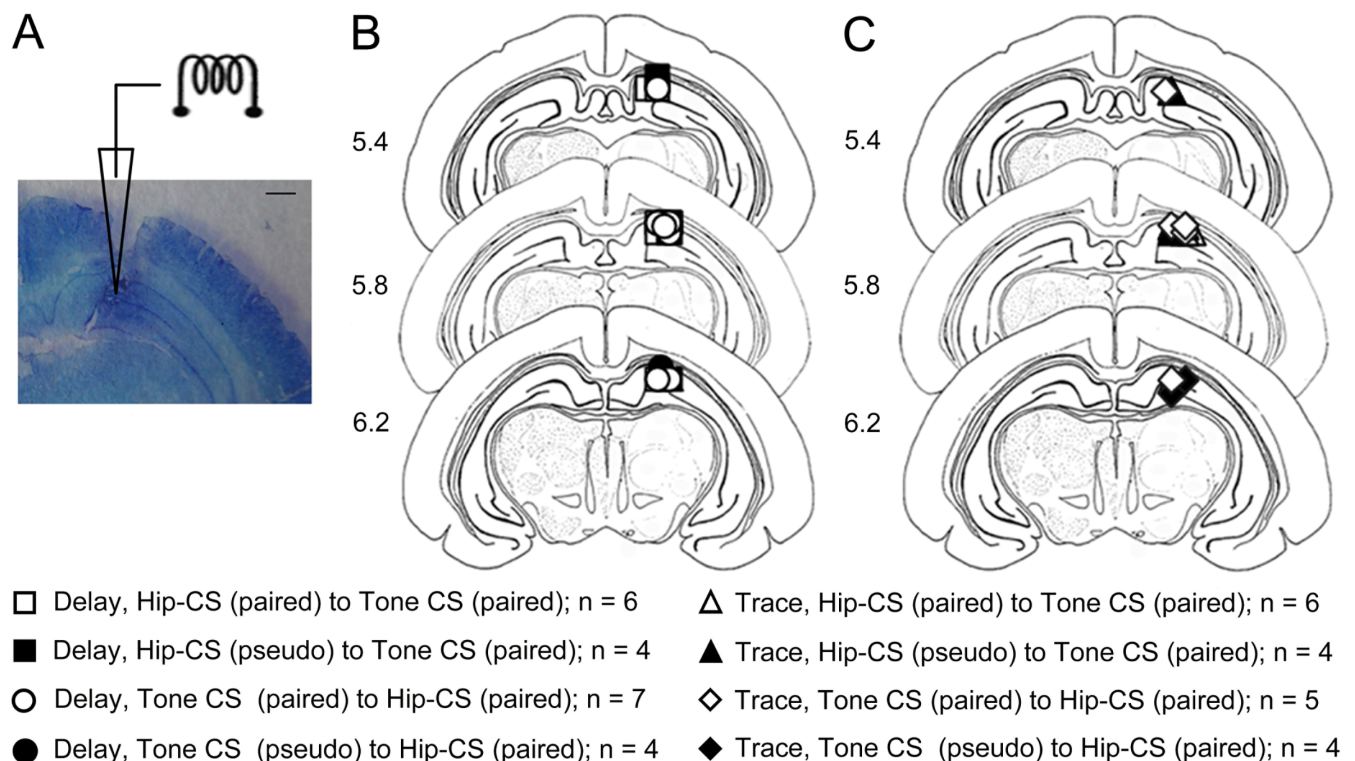 A
B
C
5.4
5.8
6.2
5.4
5.8
6.2
Delay, Hip-CS (paired) to Tone CS (paired); n = 6
Delay, Hip-CS (pseudo) to Tone CS (paired); n = 4
Delay, Tone CS (paired) to Hip-CS (paired); n = 7
Delay, Tone CS (pseudo) to Hip-CS (paired); n = 4
Trace, Hip-CS (paired) to Tone CS (paired); n = 6
Trace, Hip-CS (pseudo) to Tone CS (paired); n = 4
Trace, Tone CS (paired) to Hip-CS (paired); n = 5
Trace, Tone CS (pseudo) to Hip-CS (paired); n = 4